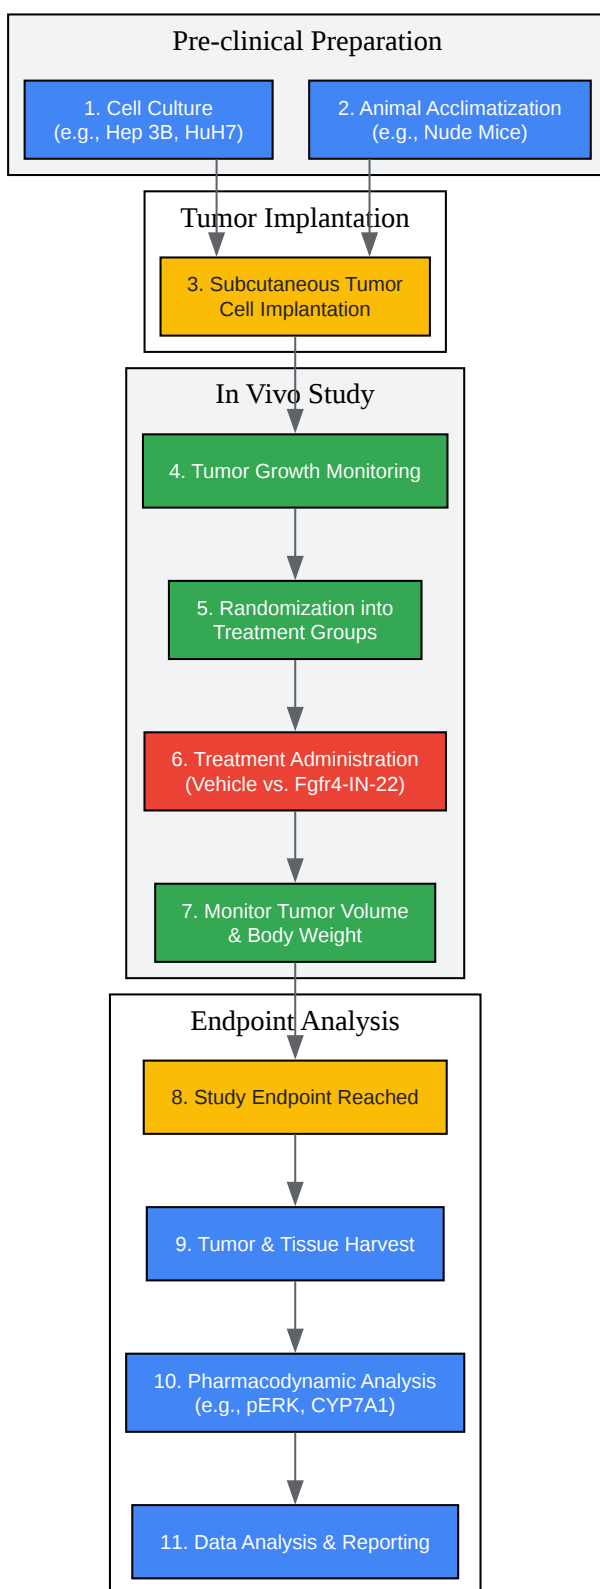 Pre-clinical Preparation
1. Cell Culture
(e.g., Hep 3B, HuH7)
2. Animal Acclimatization
(e.g., Nude Mice)
Tumor Implantation
3. Subcutaneous Tumor
Cell Implantation
In Vivo Study
4. Tumor Growth Monitoring
5. Randomization into
Treatment Groups
6. Treatment Administration
(Vehicle vs. Fgfr4-IN-22)
7. Monitor Tumor Volume
& Body Weight
Endpoint Analysis
8. Study Endpoint Reached
9. Tumor & Tissue Harvest
10. Pharmacodynamic Analysis
(e.g., pERK, CYP7A1)
11. Data Analysis & Reporting